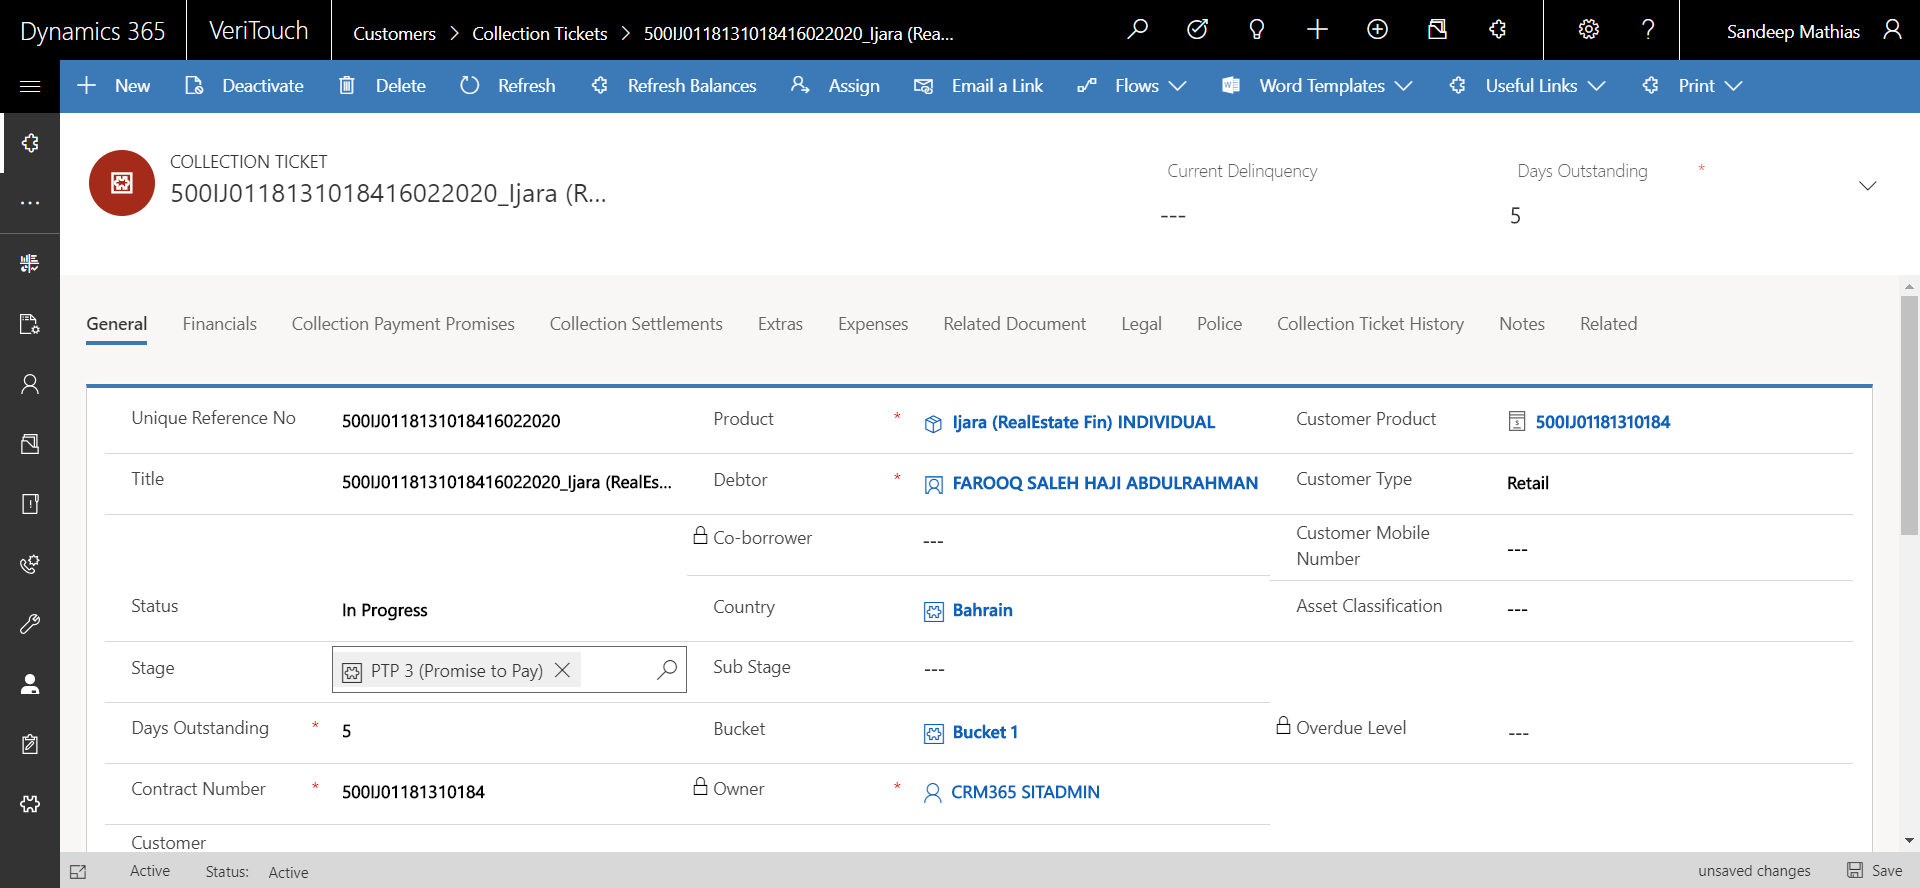 Dynamics 365
VeriTouch
Customers > Collection Tickets > 500IJ0118131018416022020_Ijara (Rea...
?
Sandeep Mathias
New
Deactivate
Delete
Refresh
Refresh Balances
Assign
Email a Link
Flows
Word Templates
Useful Links
Print
COLLECTION TICKET
500IJ0118131018416022020_Ijara (R...
Current Delinquency
---
Days Outstanding *
5
General
Financials
Collection Payment Promises
Collection Settlements
Extras
Expenses
Related Document
Legal
Police
Collection Ticket History
Notes
Related
Unique Reference No 500IJ0118131018416022020
Product * Ijara (RealEstate Fin) INDIVIDUAL
Customer Product 500IJ01181310184
Title 500IJ0118131018416022020_Ijara (RealEs...
Debtor * FAROOQ SALEH HAJI ABDULRAHMAN
Customer Type Retail
Co-borrower ---
Customer Mobile
Number ---
Status In Progress
Country Bahrain
Asset Classification ---
Stage PTP 3 (Promise to Pay)
Sub Stage ---
Days Outstanding * 5
Bucket Bucket 1
Overdue Level ---
Contract Number * 500IJ01181310184
Owner * CRM365 SITADMIN
Customer
Active
Status: Active
unsaved changes
Save